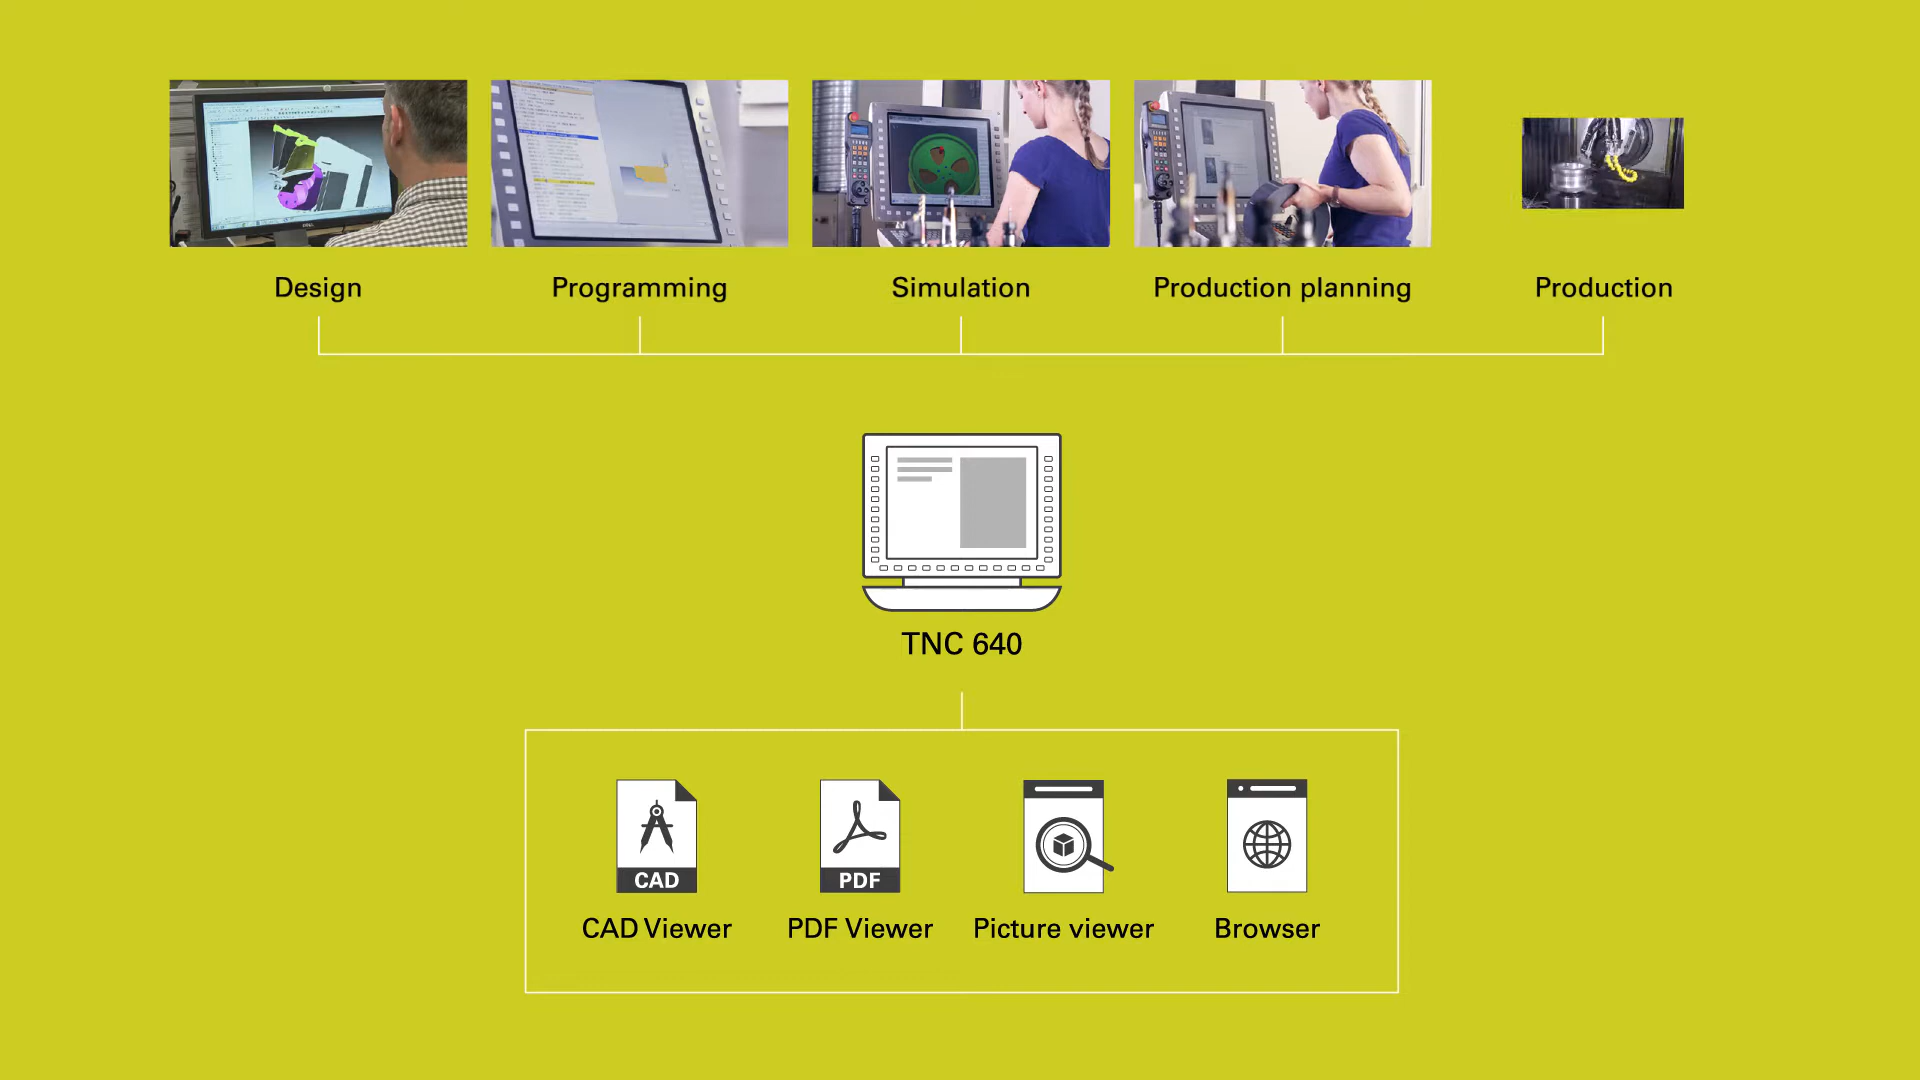 Design
Programming
Simulation
Production planning
Production
TNC 640
CAD
PDF
CAD Viewer
PDF Viewer
Picture viewer
Browser